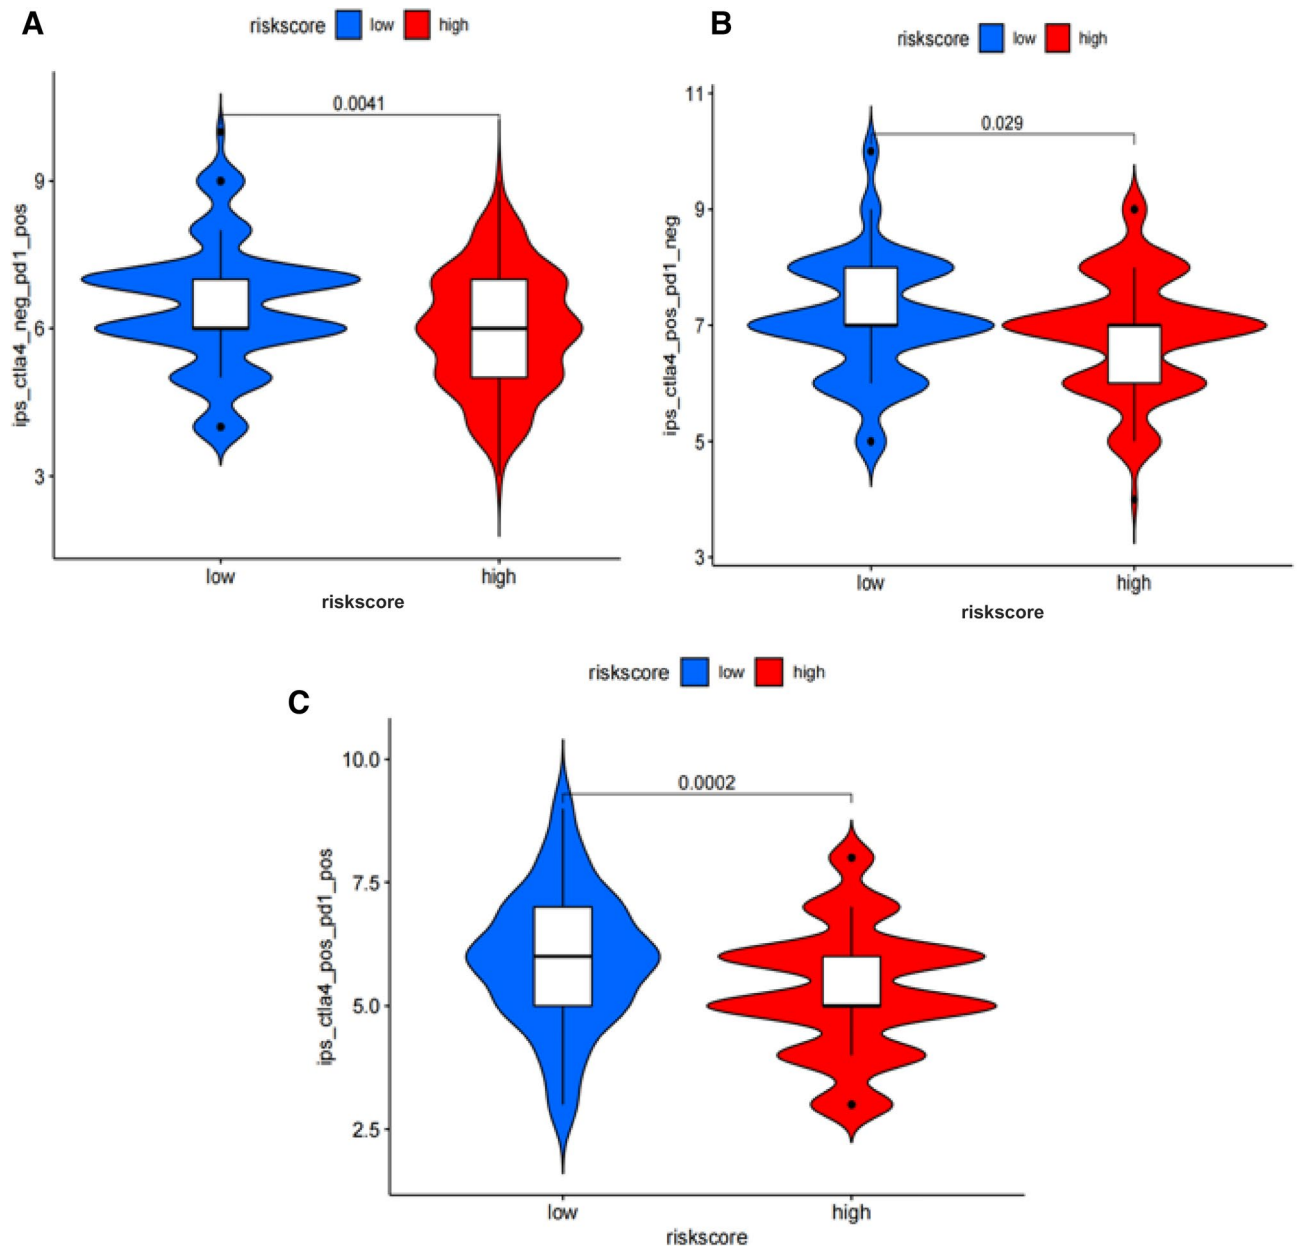 A
riskscore low high
0.0041
ips_ctla4_neg_pd1_pos
9
6
3
low high
riskscore
B
riskscore low high
0.029
ips_ctla4_pos_pd1_neg
11
9
7
5
3
low high
riskscore
C
riskscore low high
0.0002
ips_ctla4_pos_pd1_pos
10.0
7.5
5.0
2.5
low high
riskscore